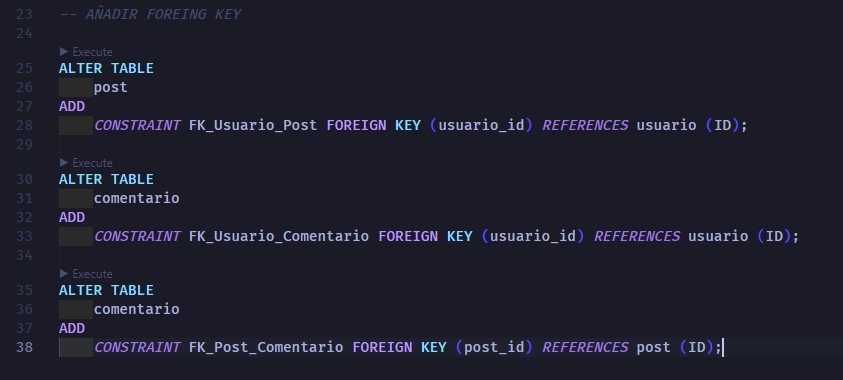 23 -- AÑADIR FOREING KEY
24
▶ Execute
25 ALTER TABLE
26 post
27 ADD
28 CONSTRAINT FK_Usuario_Post FOREIGN KEY (usuario_id) REFERENCES usuario (ID);
29
▶ Execute
30 ALTER TABLE
31 comentario
32 ADD
33 CONSTRAINT FK_Usuario_Comentario FOREIGN KEY (usuario_id) REFERENCES usuario (ID);
34
▶ Execute
35 ALTER TABLE
36 comentario
37 ADD
38 CONSTRAINT FK_Post_Comentario FOREIGN KEY (post_id) REFERENCES post (ID);